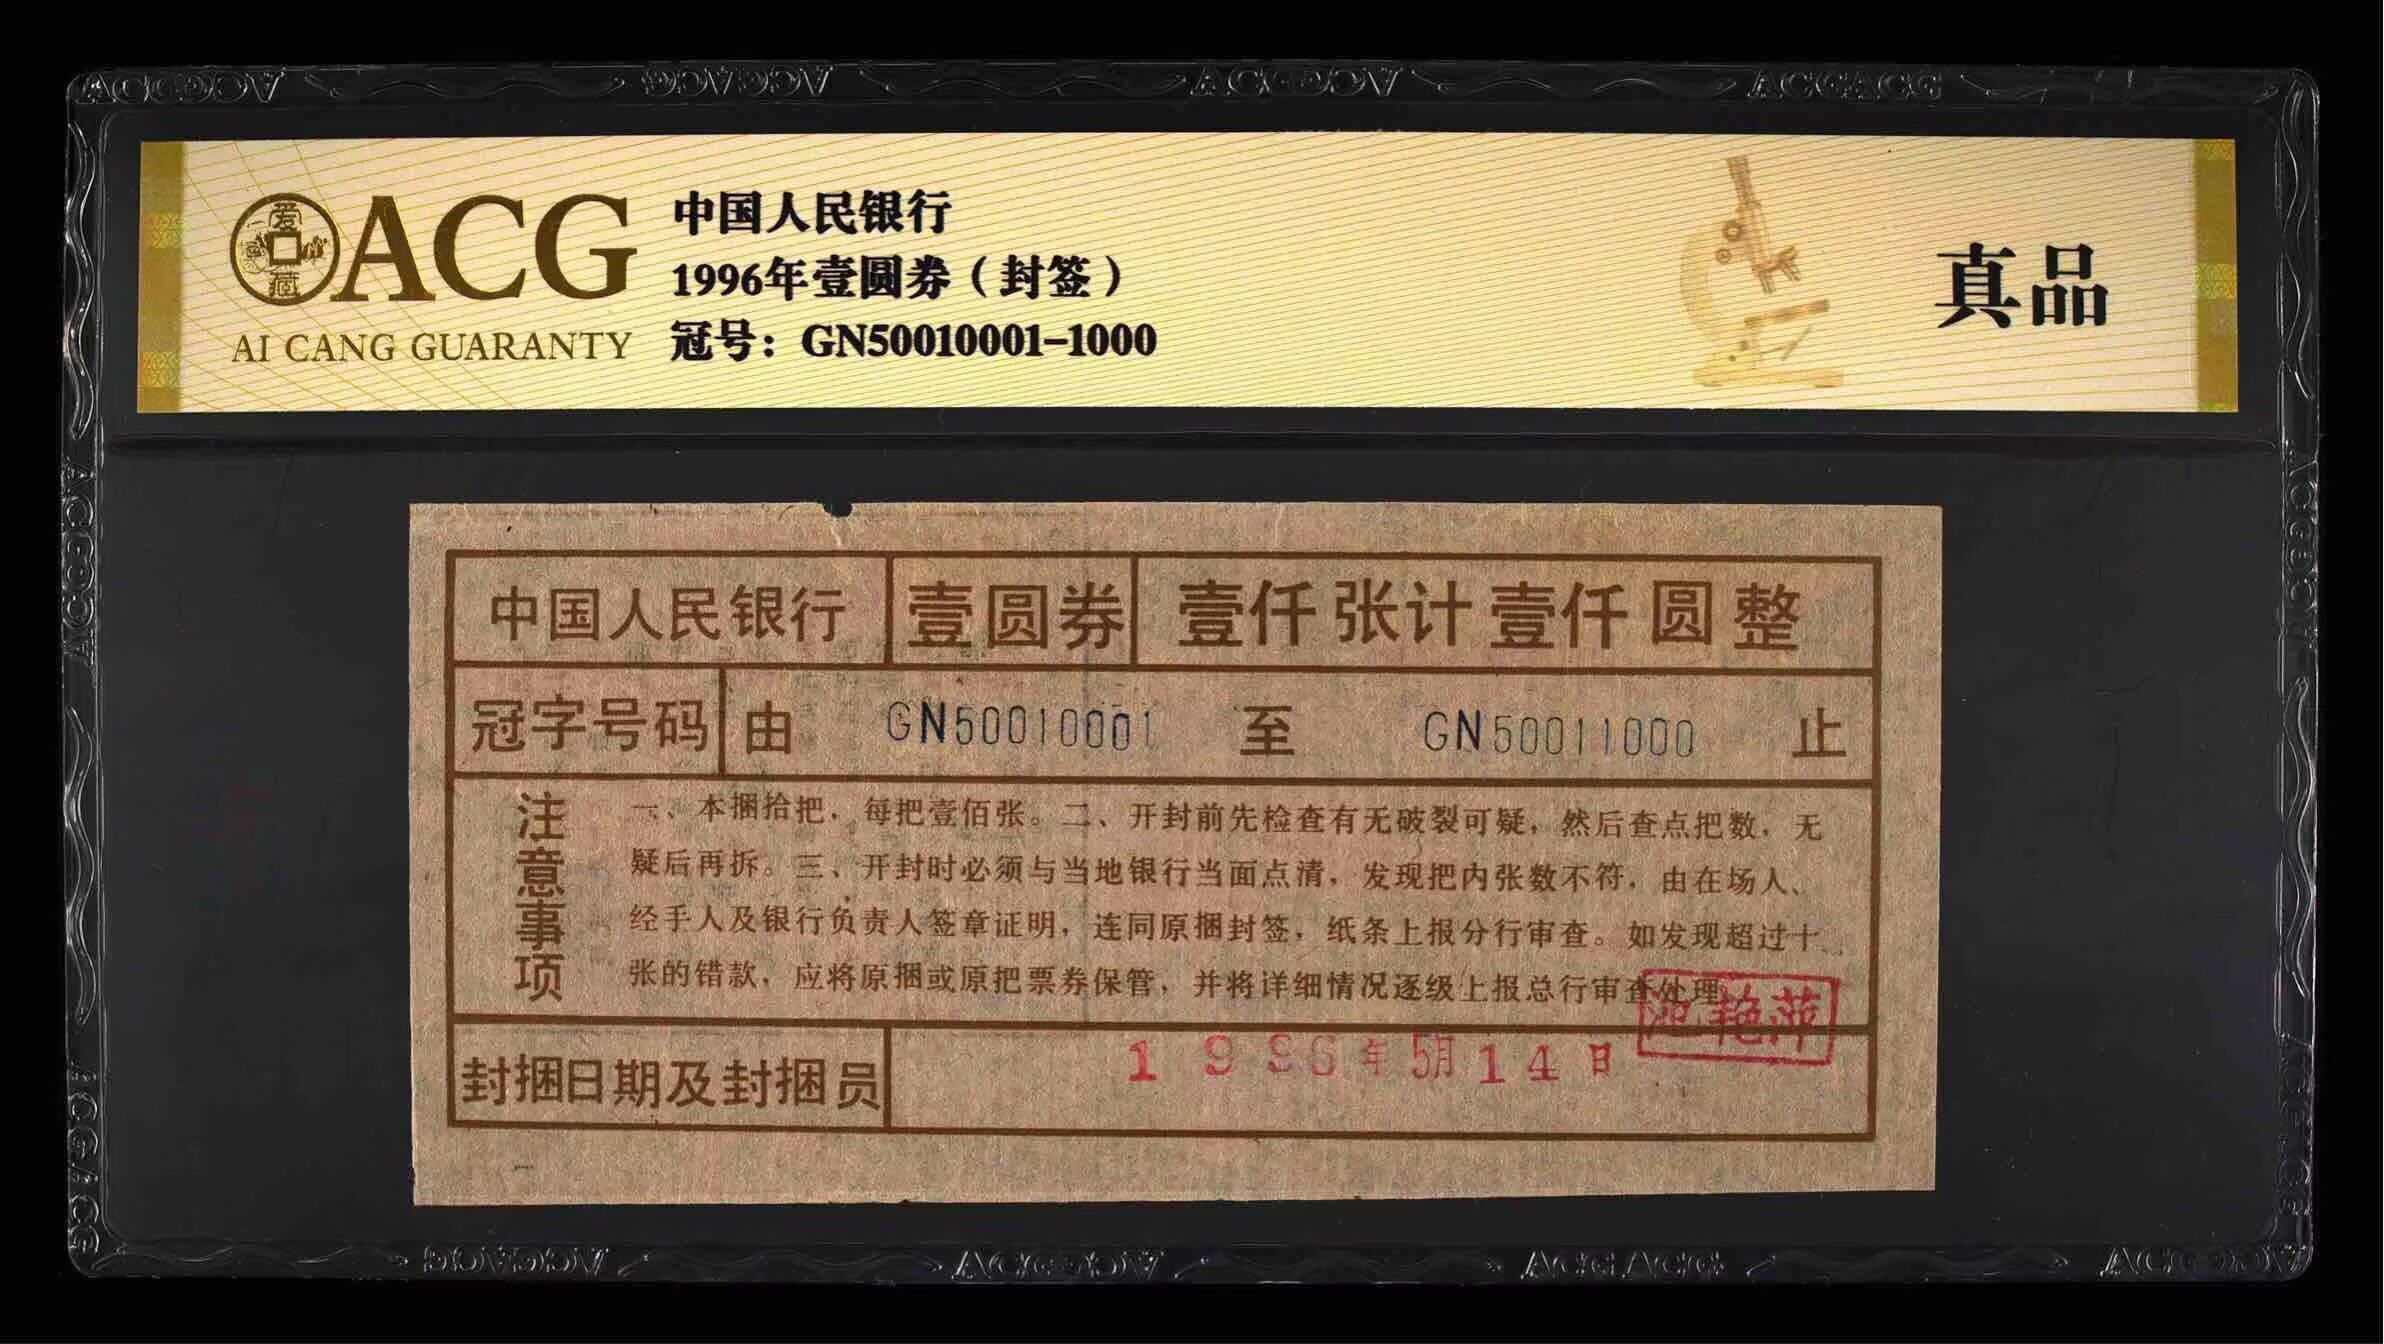 爱藏
ACG
AI CANG GUARANTY
中国人民银行
1996年壹圆券（封签）
冠号：GN50010001-1000
真品
中国人民银行 壹圆券 壹仟张计壹仟圆整
冠字号码 由 GN50010001 至 GN50011000 止
注意事项
一、本捆拾把，每把壹佰张。二、开封前先检查有无破裂可疑，然后查点把数，无
疑后再拆。三、开封时必须与当地银行当面点清，发现把内张数不符，由在场人、
经手人及银行负责人签章证明，连同原捆封签，纸条上报分行审查。如发现超过十
张的错款，应将原捆或原把票券保管，并将详细情况逐级上报总行审查处理
封捆日期及封捆员 1996年5月14日
艳萍